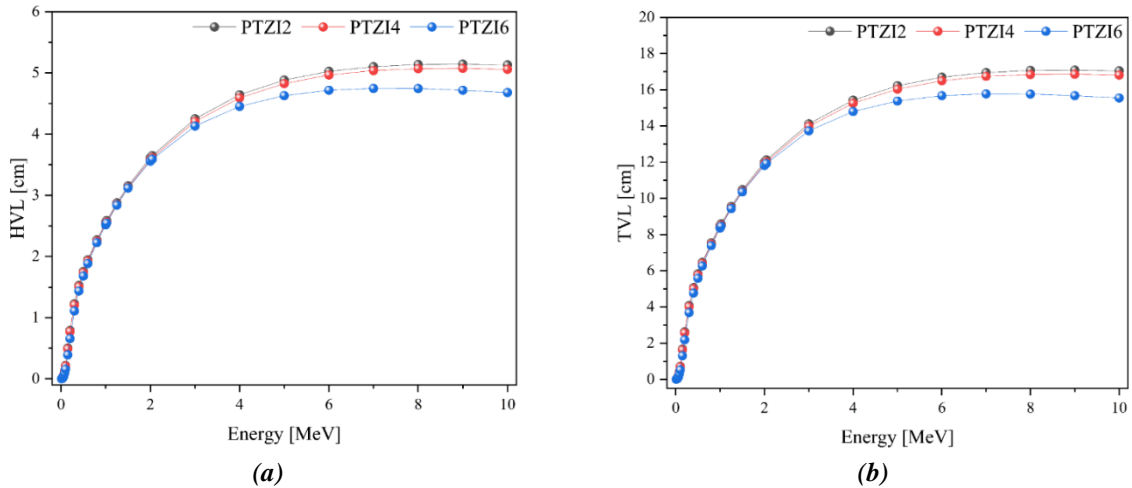 PTZI2 PTZI4 PTZI6
6
5
4
3
2
1
0
HVL [cm]
0 2 4 6 8 10
Energy [MeV]
(a)
PTZI2 PTZI4 PTZI6
20
18
16
14
12
10
8
6
4
2
0
TVL [cm]
0 2 4 6 8 10
Energy [MeV]
(b)